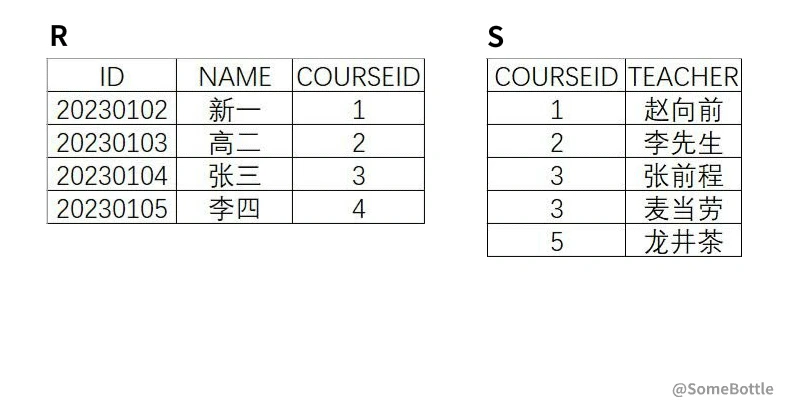 R
ID NAME COURSEID
20230102 新一 1
20230103 高二 2
20230104 张三 3
20230105 李四 4
S
COURSEID TEACHER
1 赵向前
2 李先生
3 张前程
3 麦当劳
5 龙井茶
@SomeBottle